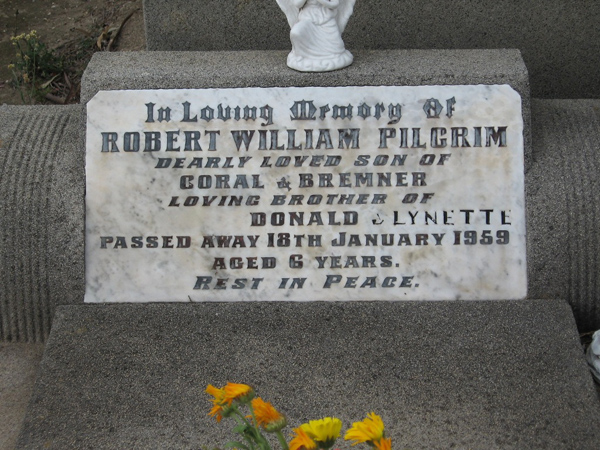 In Loving Memory Of
ROBERT WILLIAM PILGRIM
DEARLY LOVED SON OF
CORAL & BREMNER
LOVING BROTHER OF
DONALD & LYNETTE
PASSED AWAY 18TH JANUARY 1959
AGED 6 YEARS.
REST IN PEACE.